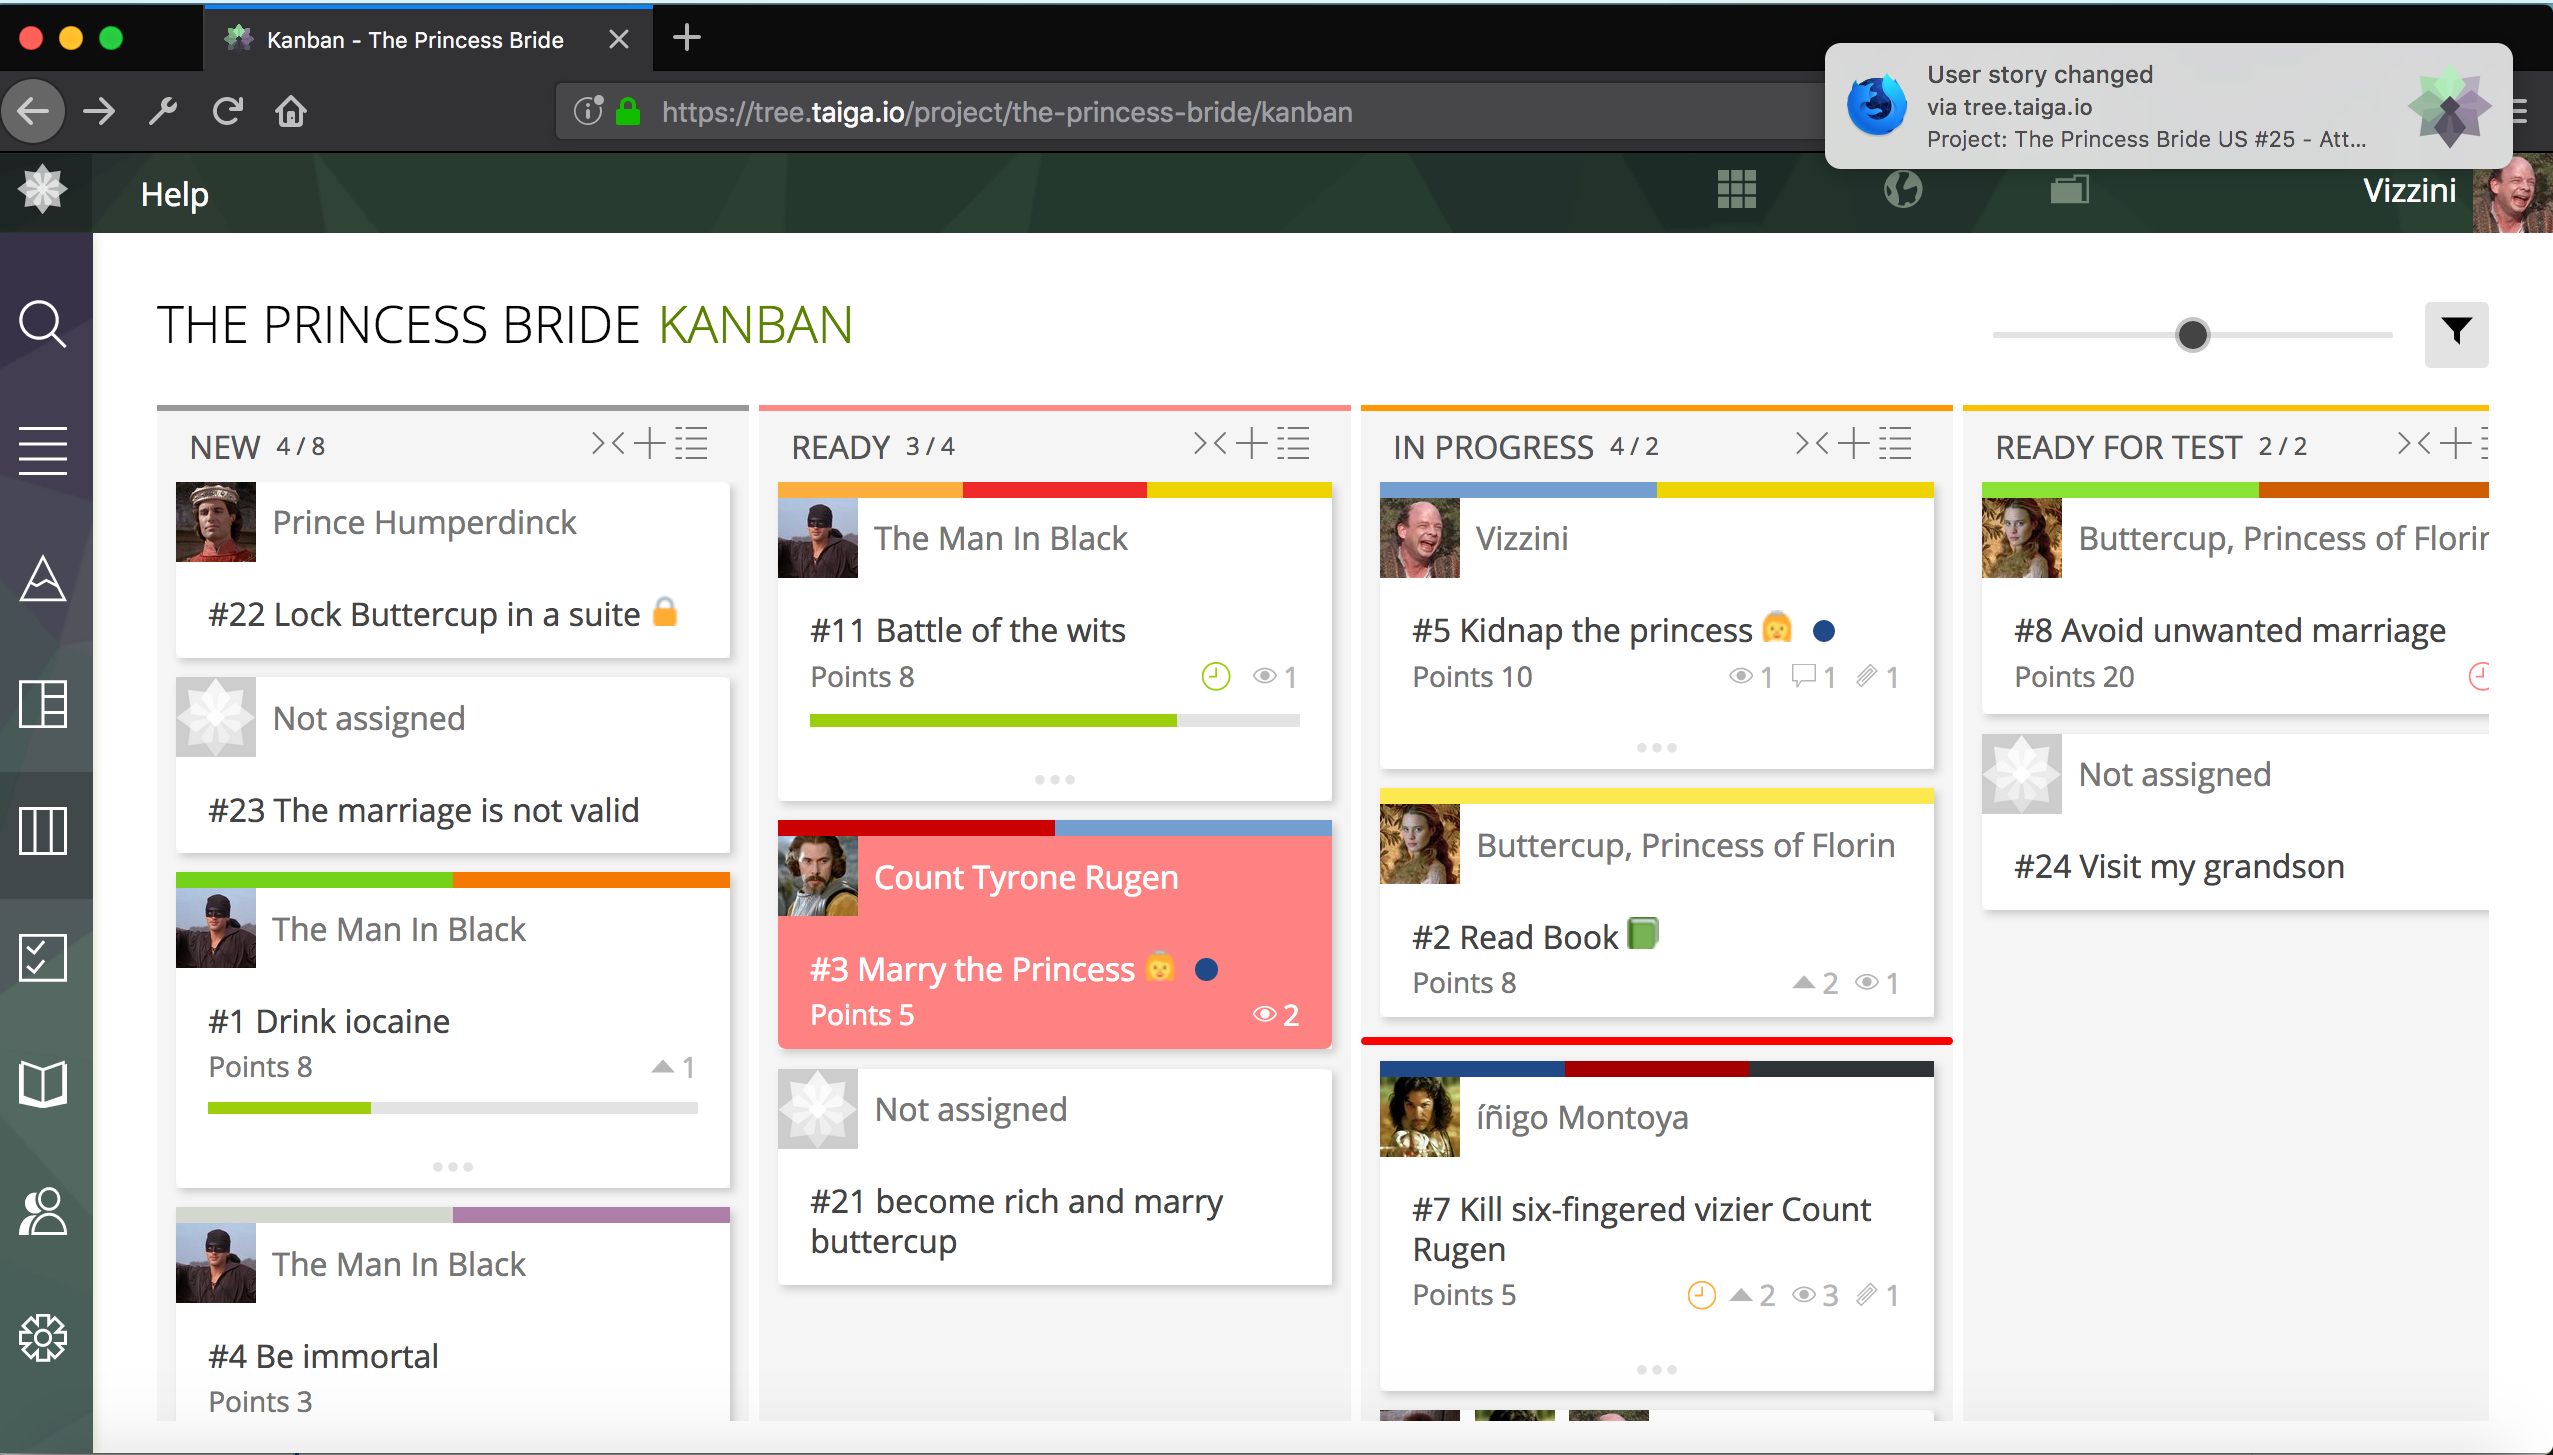 Kanban - The Princess Bride
https://tree.taiga.io/project/the-princess-bride/kanban
User story changed
via tree.taiga.io
Project: The Princess Bride US #25 - Att...
Help
Vizzini
THE PRINCESS BRIDE KANBAN
NEW 4 / 8
Prince Humperdinck
#22 Lock Buttercup in a suite
Not assigned
#23 The marriage is not valid
The Man In Black
#1 Drink iocaine
Points 8
1
The Man In Black
#4 Be immortal
Points 3
READY 3 / 4
The Man In Black
#11 Battle of the wits
Points 8
1
Count Tyrone Rugen
#3 Marry the Princess
Points 5
2
Not assigned
#21 become rich and marry
buttercup
IN PROGRESS 4 / 2
Vizzini
#5 Kidnap the princess
Points 10
1 1 1
Buttercup, Princess of Florin
#2 Read Book
Points 8
2 1
íñigo Montoya
#7 Kill six-fingered vizier Count
Rugen
Points 5
2 3 1
READY FOR TEST 2 / 2
Buttercup, Princess of Florin
#8 Avoid unwanted marriage
Points 20
Not assigned
#24 Visit my grandson